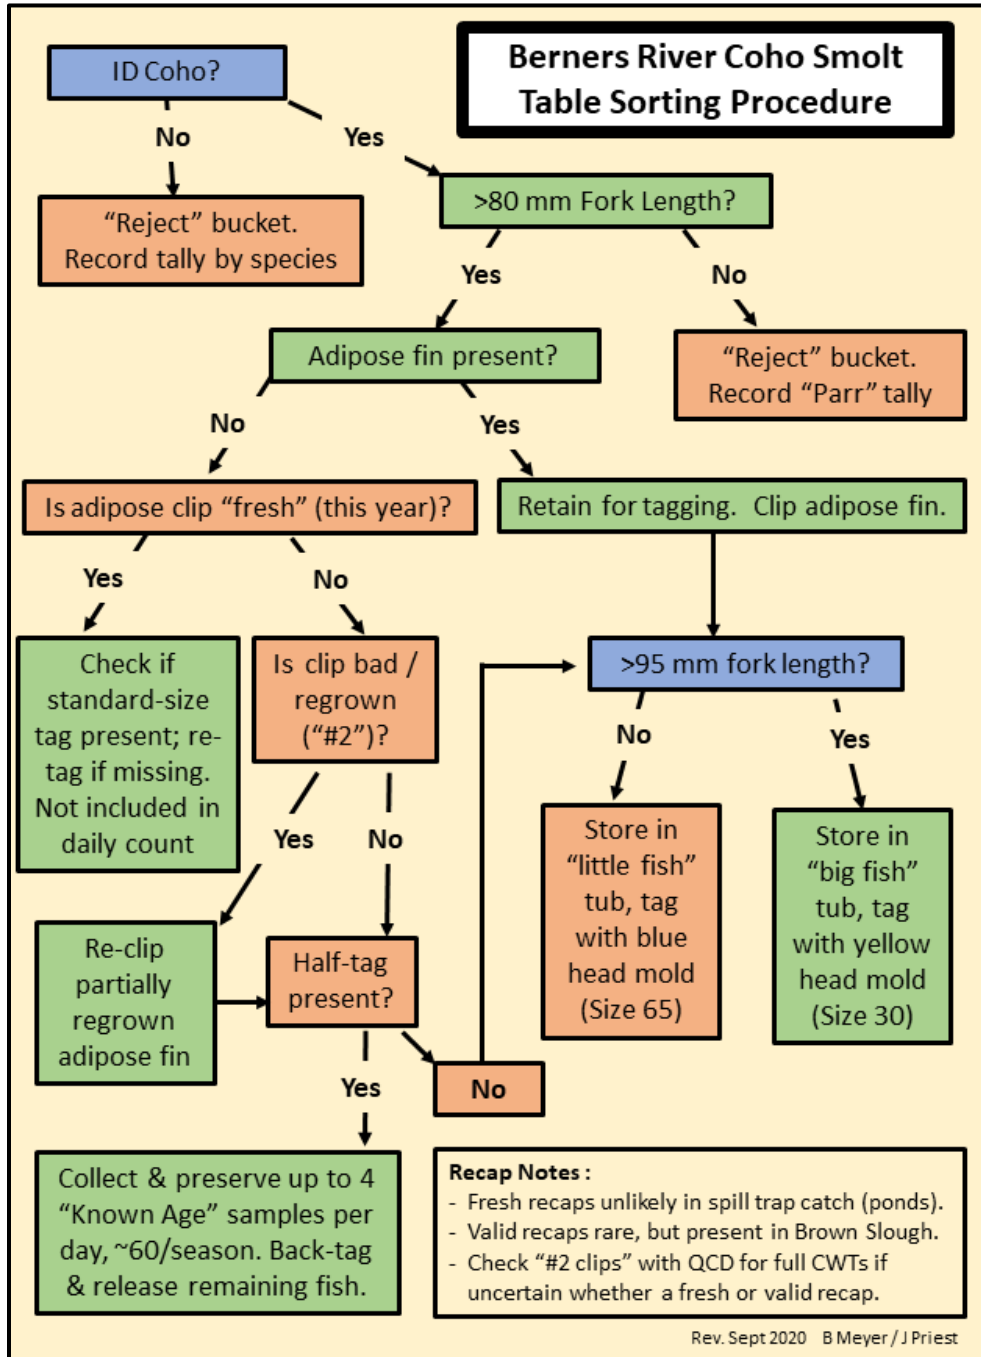 Berners River Coho Smolt
Table Sorting Procedure
ID Coho?
No
Yes
"Reject" bucket.
Record tally by species
>80 mm Fork Length?
Yes
No
Adipose fin present?
"Reject" bucket.
Record "Parr" tally
No
Yes
Is adipose clip "fresh" (this year)?
Retain for tagging. Clip adipose fin.
Yes
No
Check if
standard-size
tag present; re-
tag if missing.
Not included in
daily count
Is clip bad /
regrown
("#2")?
>95 mm fork length?
No
Yes
Yes
No
Store in
"little fish"
tub, tag
with blue
head mold
(Size 65)
Store in
"big fish"
tub, tag
with yellow
head mold
(Size 30)
Re-clip
partially
regrown
adipose fin
Half-tag
present?
Yes
No
Collect & preserve up to 4
"Known Age" samples per
day, ~60/season. Back-tag
& release remaining fish.
Recap Notes :
- Fresh recaps unlikely in spill trap catch (ponds).
- Valid recaps rare, but present in Brown Slough.
- Check "#2 clips" with QCD for full CWTs if
uncertain whether a fresh or valid recap.
Rev. Sept 2020 B Meyer / J Priest